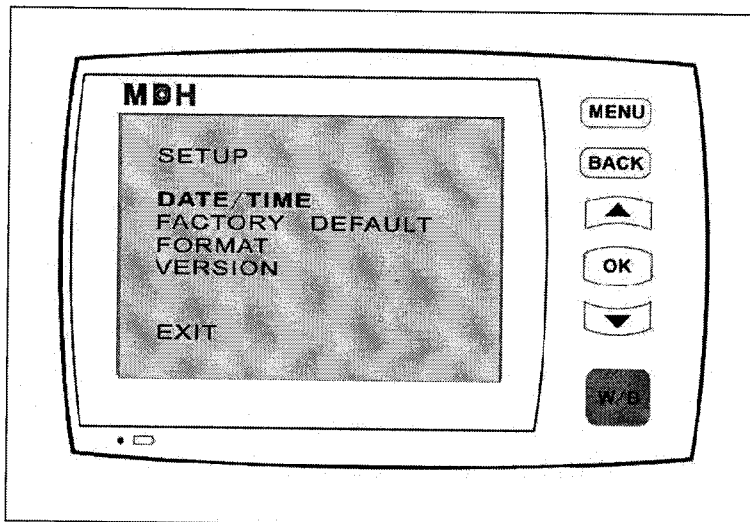 MDH
SETUP
DATE/TIME
FACTORY DEFAULT
FORMAT
VERSION
EXIT
MENU
BACK
OK
W/B